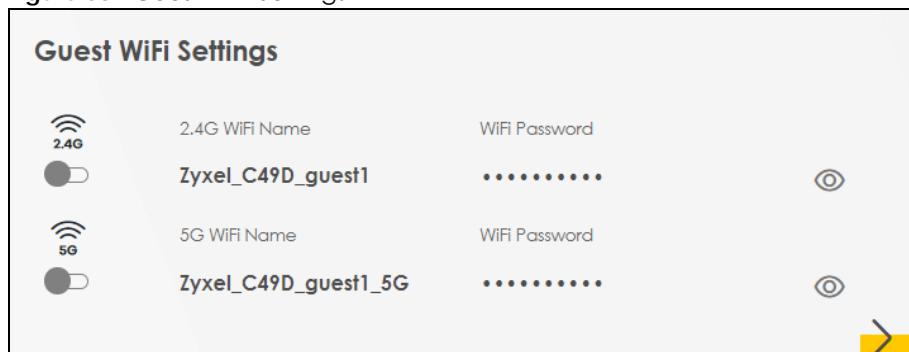 Guest WiFi Settings
2.4G WiFi Name WiFi Password
2.4G
Zyxel_C49D_guest1 ••••••••••
5G WiFi Name WiFi Password
5G
Zyxel_C49D_guest1_5G ••••••••••